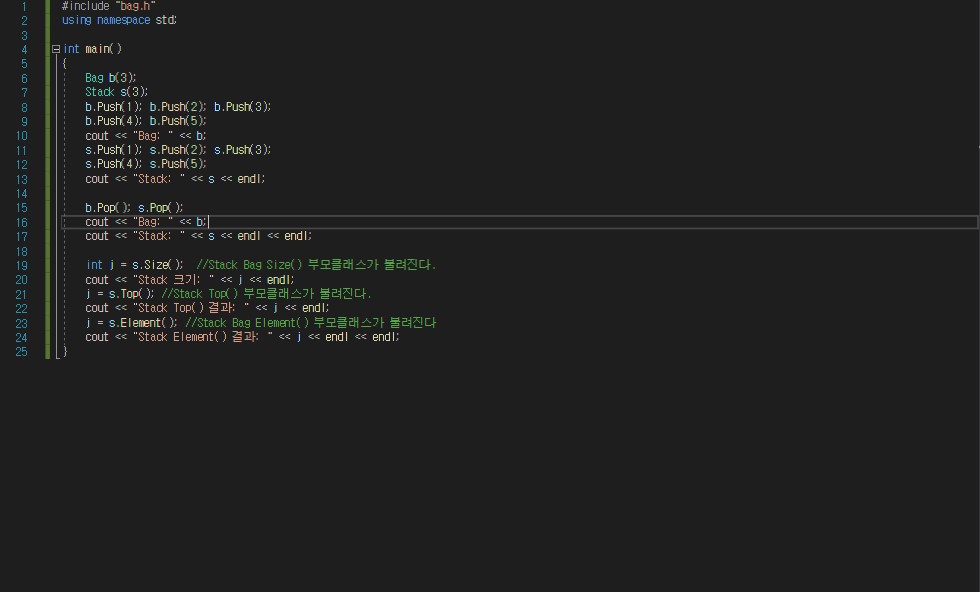 1 #include "bag.h"
2 using namespace std;
3
4 int main()
5 {
6 Bag b(3);
7 Stack s(3);
8 b.Push(1); b.Push(2); b.Push(3);
9 b.Push(4); b.Push(5);
10 cout << "Bag: " << b;
11 s.Push(1); s.Push(2); s.Push(3);
12 s.Push(4); s.Push(5);
13 cout << "Stack: " << s << endl;
14
15 b.Pop(); s.Pop();
16 cout << "Bag: " << b;
17 cout << "Stack: " << s << endl << endl;
18
19 int j = s.Size(); //Stack Bag Size() 부모클래스가 불려진다.
20 cout << "Stack 크기: " << j << endl;
21 j = s.Top(); //Stack Top() 부모클래스가 불려진다.
22 cout << "Stack Top() 결과: " << j << endl;
23 j = s.Element(); //Stack Bag Element() 부모클래스가 불려진다
24 cout << "Stack Element() 결과: " << j << endl << endl;
25 }